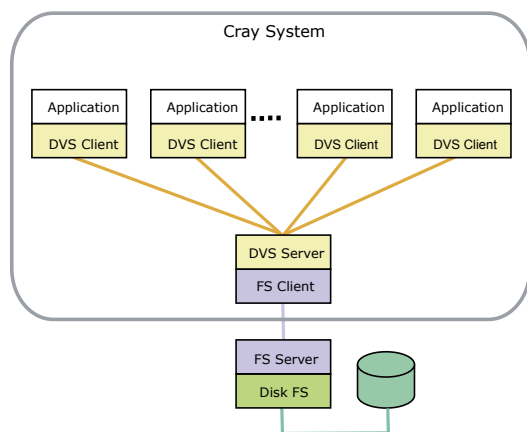 Cray System
Application Application Application Application
DVS Client DVS Client DVS Client DVS Client
DVS Server
FS Client
FS Server
Disk FS